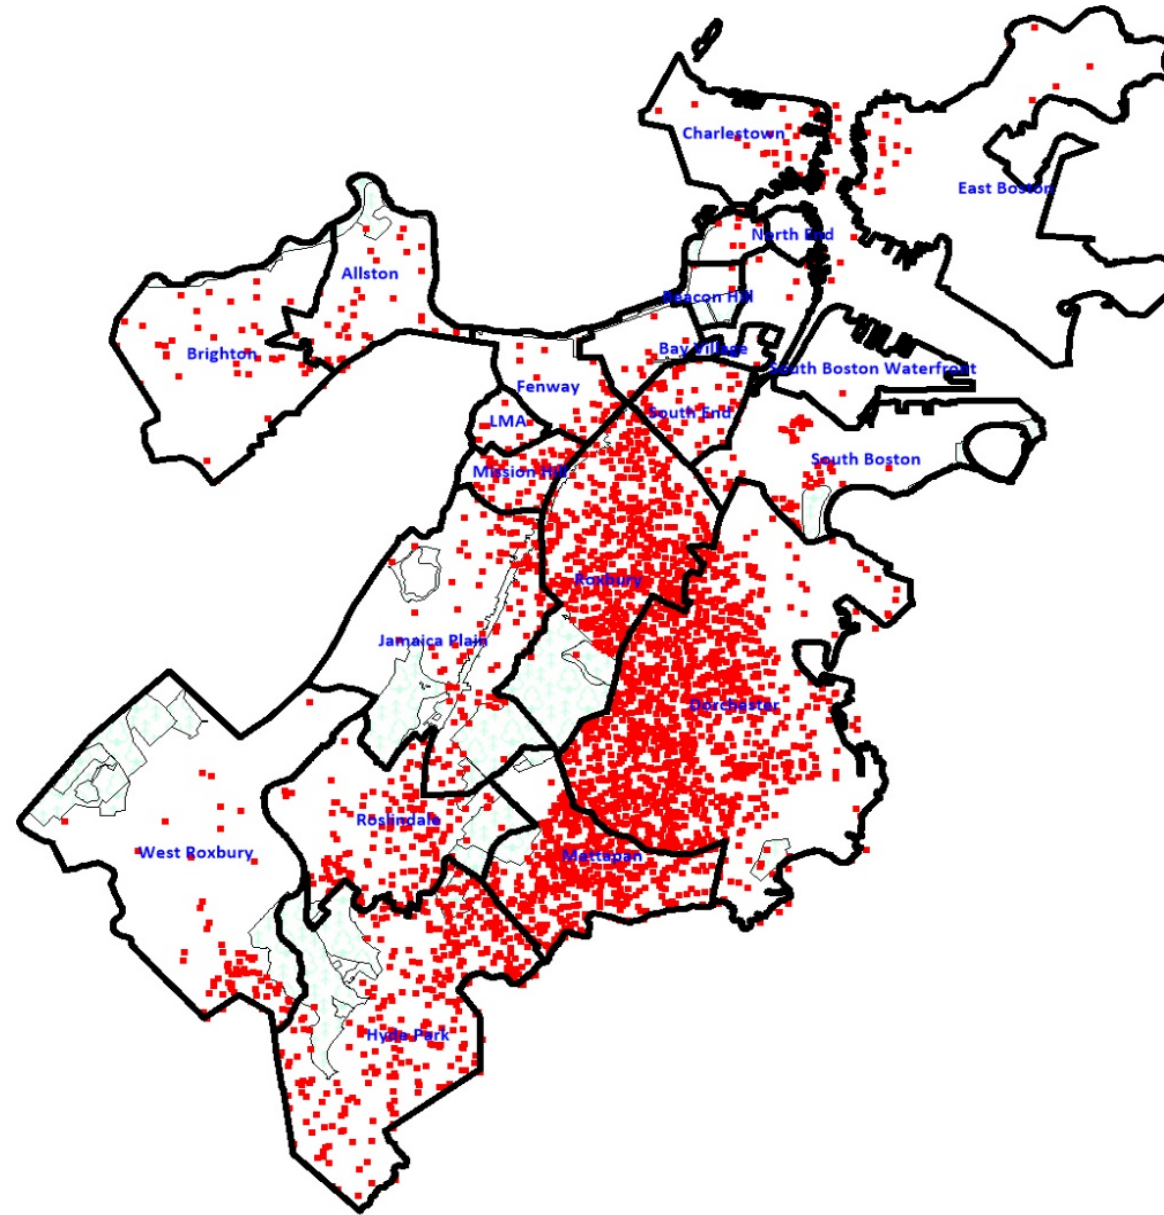 Charlestown
East Boston
North End
Allston
Beacon Hill
Bay Village
Brighton
South Boston Waterfront
Fenway
South End
LMA
South Boston
Mission Hill
Roxbury
Jamaica Plain
Dorchester
Roslindale
West Roxbury
Mattapan
Hyde Park